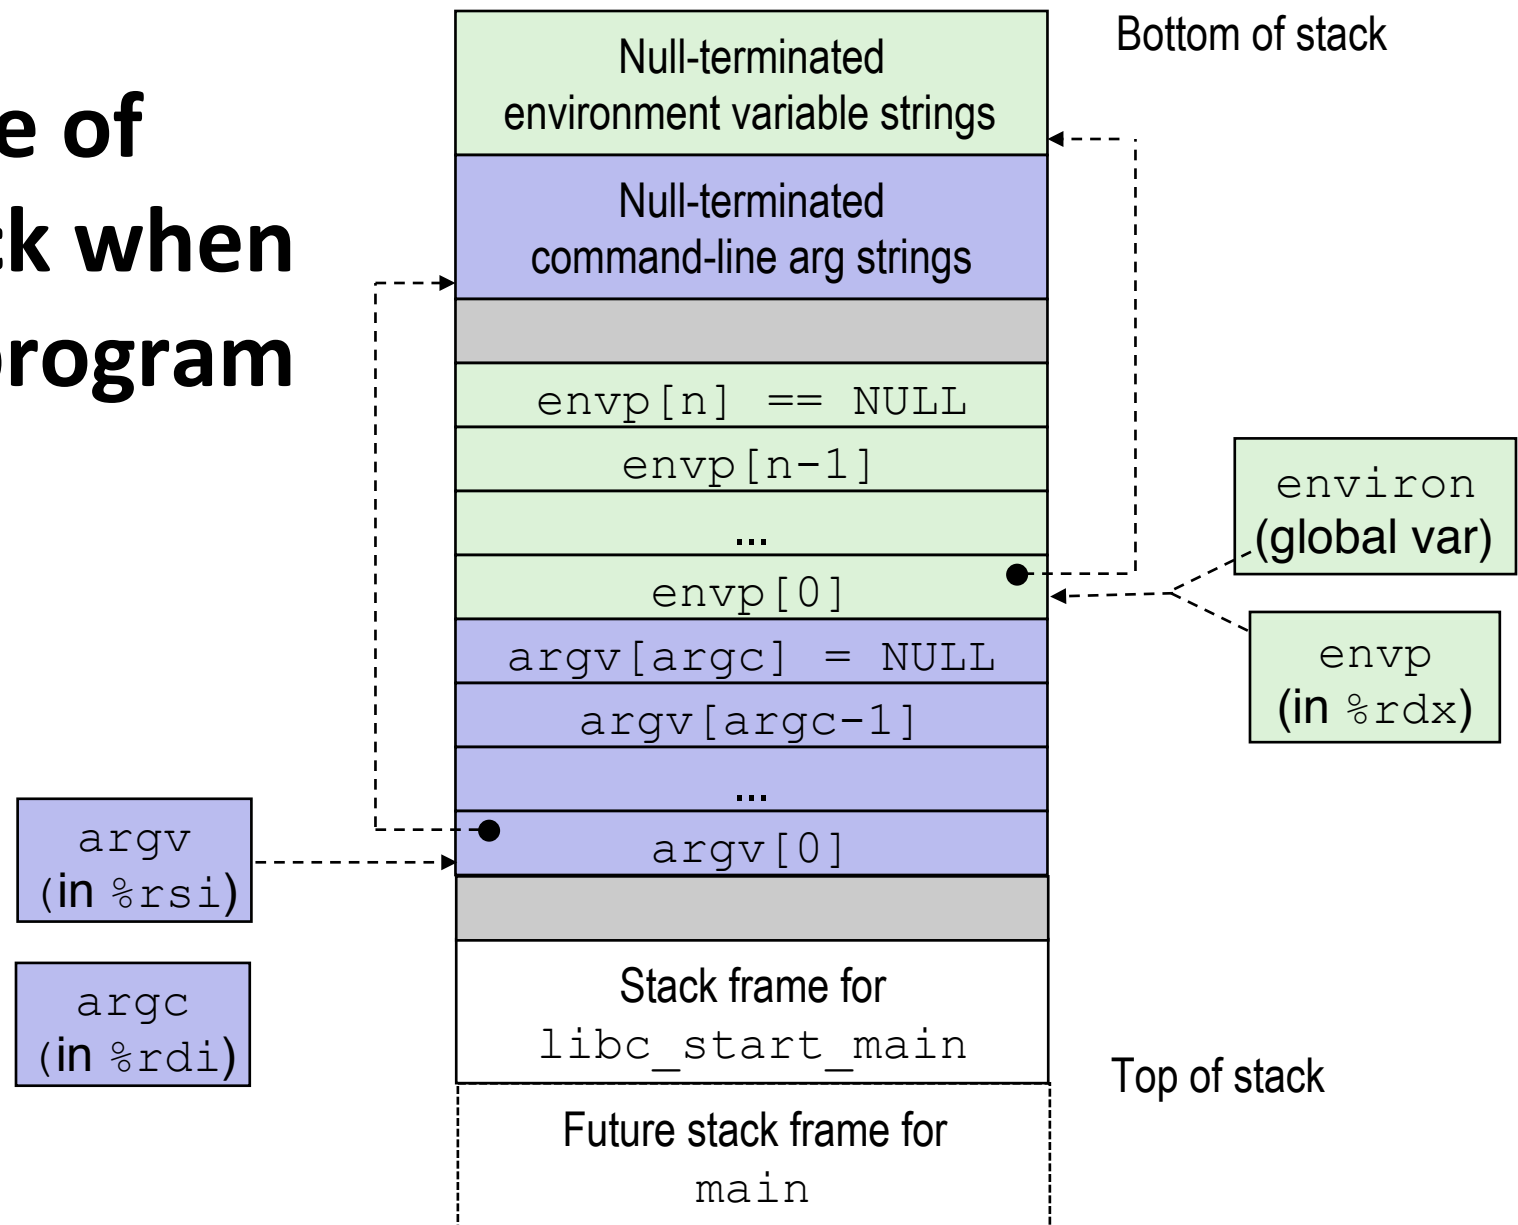 e of
ck when
program
Bottom of stack
Null-terminated
environment variable strings
Null-terminated
command-line arg strings
envp[n] == NULL
envp[n-1]
...
envp[0]
argv[argc] = NULL
argv[argc-1]
...
argv[0]
environ
(global var)
envp
(in %rdx)
argv
(in %rsi)
argc
(in %rdi)
Stack frame for
libc_start_main
Top of stack
Future stack frame for
main